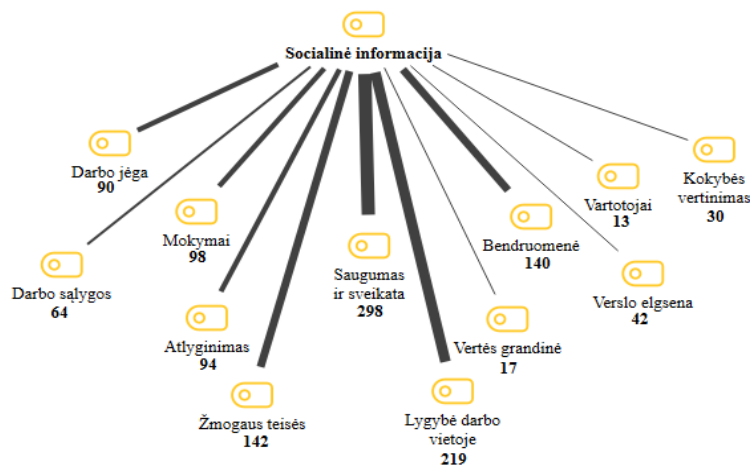 Socialinė informacija
Darbo jėga
90
Mokymai
98
Darbo sąlygos
64
Atlyginimas
94
Žmogaus teisės
142
Saugumas
ir sveikata
298
Lygybė darbo
vietoje
219
Vertės grandinė
17
Bendruomenė
140
Verslo elgsena
42
Vartotojai
13
Kokybės
vertinimas
30